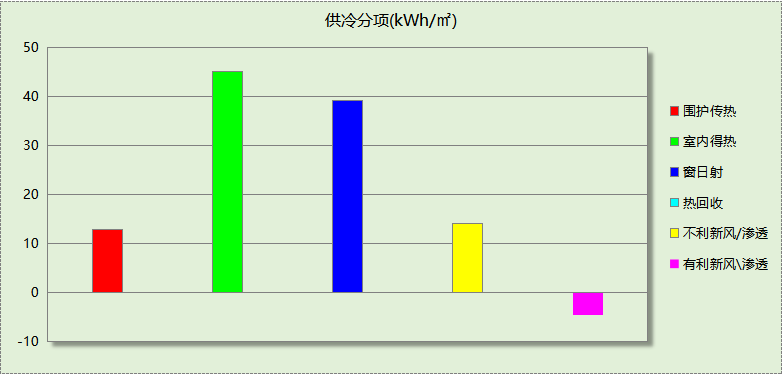 供冷分项(kWh/㎡)
50
40
30
20
10
0
-10
围护传热
室内得热
窗日射
热回收
不利新风/渗透
有利新风\渗透